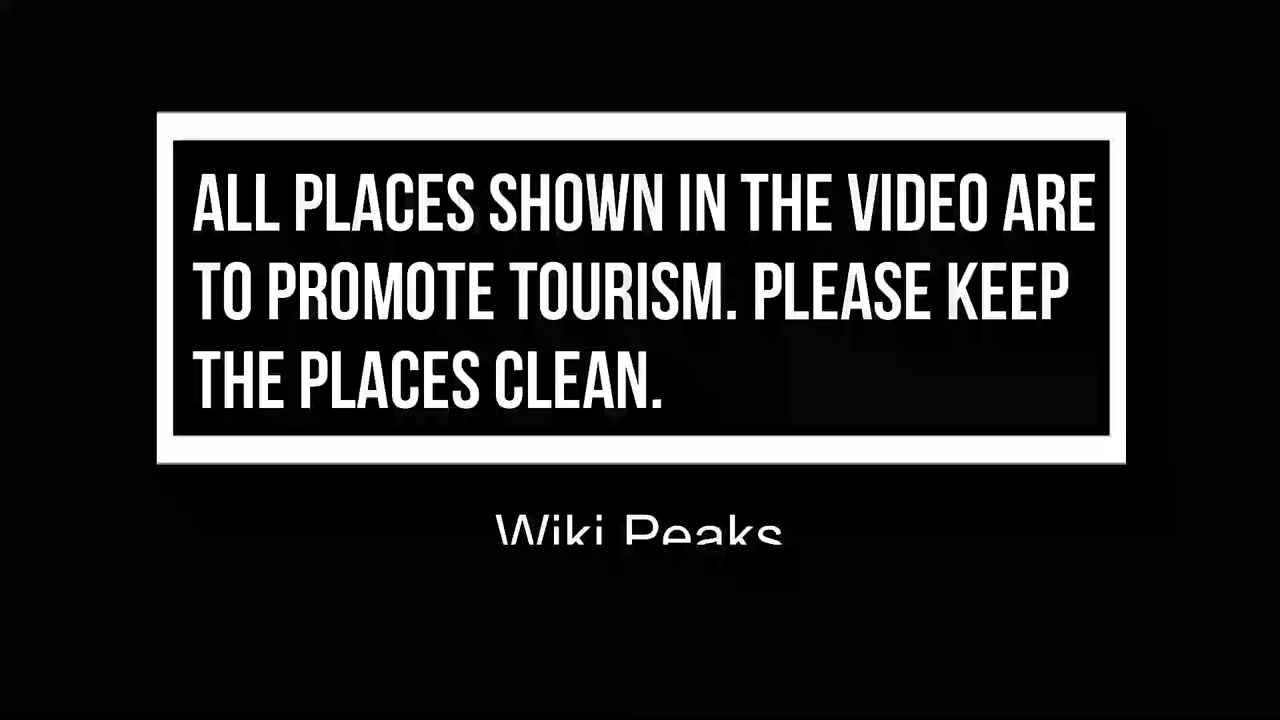 ALL PLACES SHOWN IN THE VIDEO ARE
TO PROMOTE TOURISM. PLEASE KEEP
THE PLACES CLEAN.
Wiki Peaks